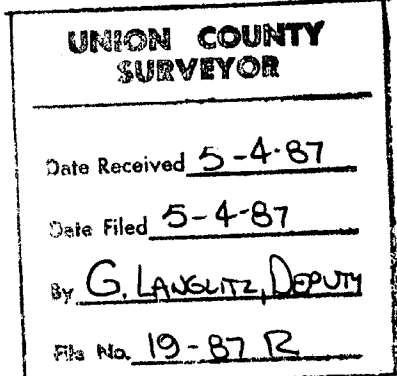 UNION COUNTY
SURVEYOR
Date Received 5-4-87
Date Filed 5-4-87
By G. LANGLITZ, DEPUTY
File No. 19-87 R